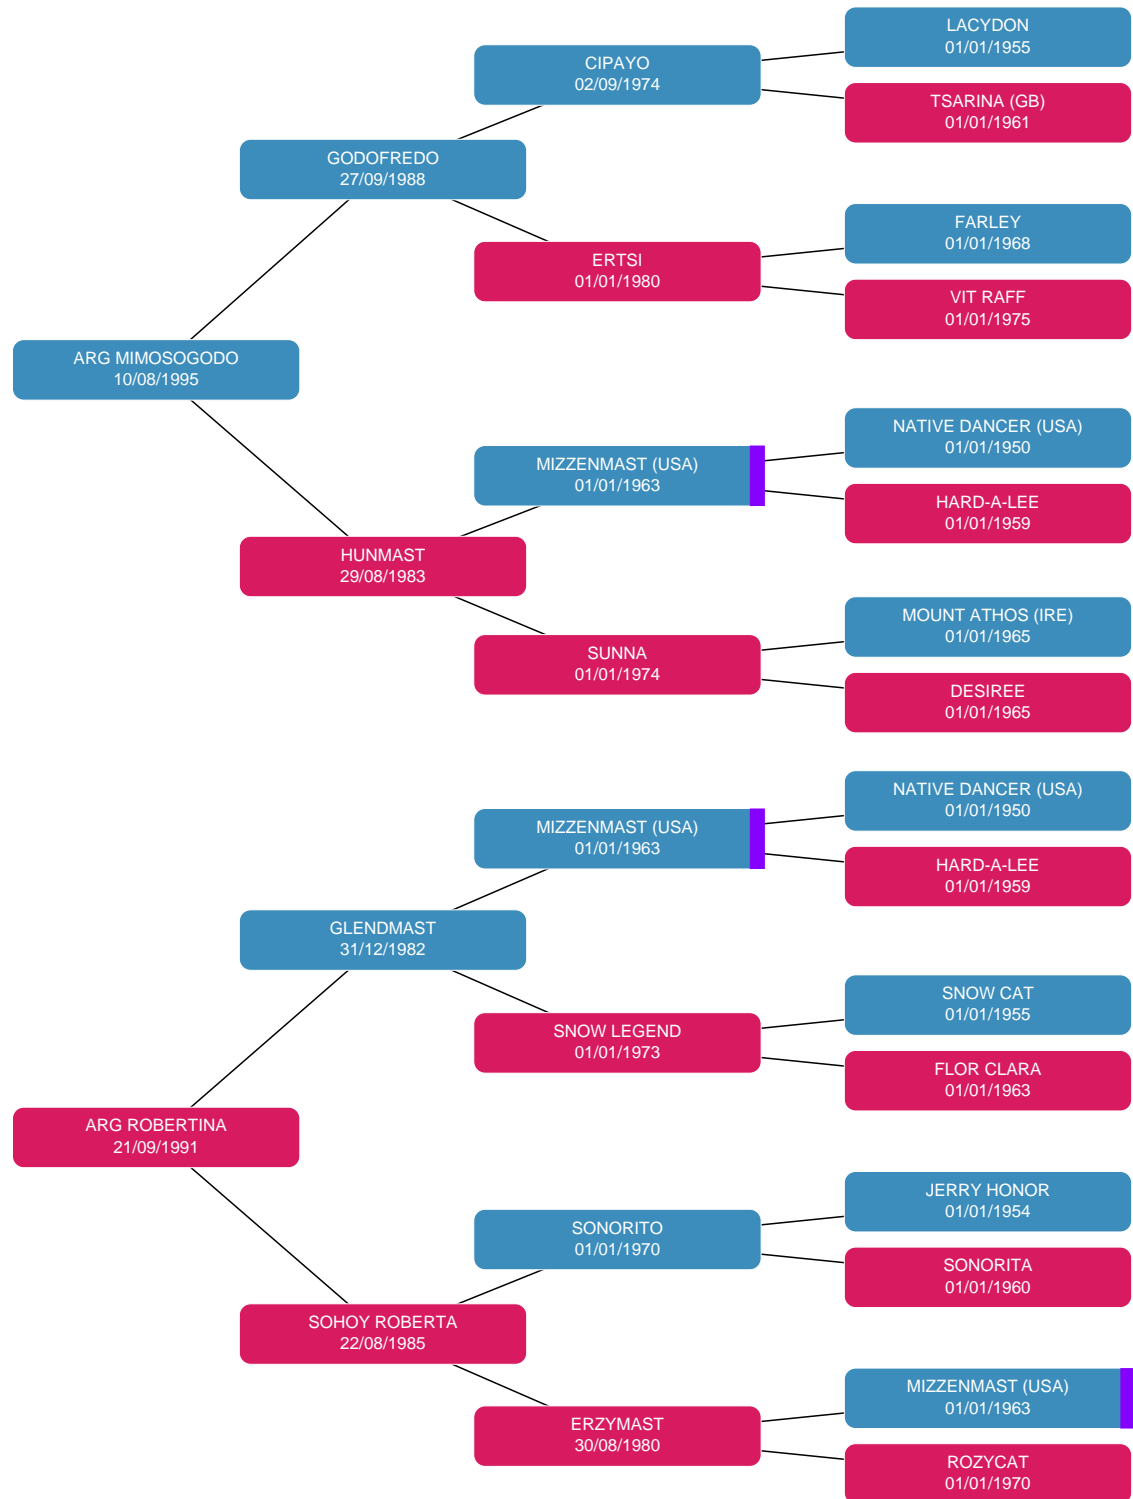 LACYDON
01/01/1955
CIPAYO
02/09/1974
TSARINA (GB)
01/01/1961
GODOFREDO
27/09/1988
FARLEY
01/01/1968
ERTSI
01/01/1980
VIT RAFF
01/01/1975
ARG MIMOSOGODO
10/08/1995
NATIVE DANCER (USA)
01/01/1950
MIZZENMAST (USA)
01/01/1963
HARD-A-LEE
01/01/1959
HUNMAST
29/08/1983
MOUNT ATHOS (IRE)
01/01/1965
SUNNA
01/01/1974
DESIREE
01/01/1965
NATIVE DANCER (USA)
01/01/1950
MIZZENMAST (USA)
01/01/1963
HARD-A-LEE
01/01/1959
GLENDMAST
31/12/1982
SNOW CAT
01/01/1955
SNOW LEGEND
01/01/1973
FLOR CLARA
01/01/1963
ARG ROBERTINA
21/09/1991
JERRY HONOR
01/01/1954
SONORITO
01/01/1970
SONORITA
01/01/1960
SOHOY ROBERTA
22/08/1985
MIZZENMAST (USA)
01/01/1963
ERZYMAST
30/08/1980
ROZYCAT
01/01/1970